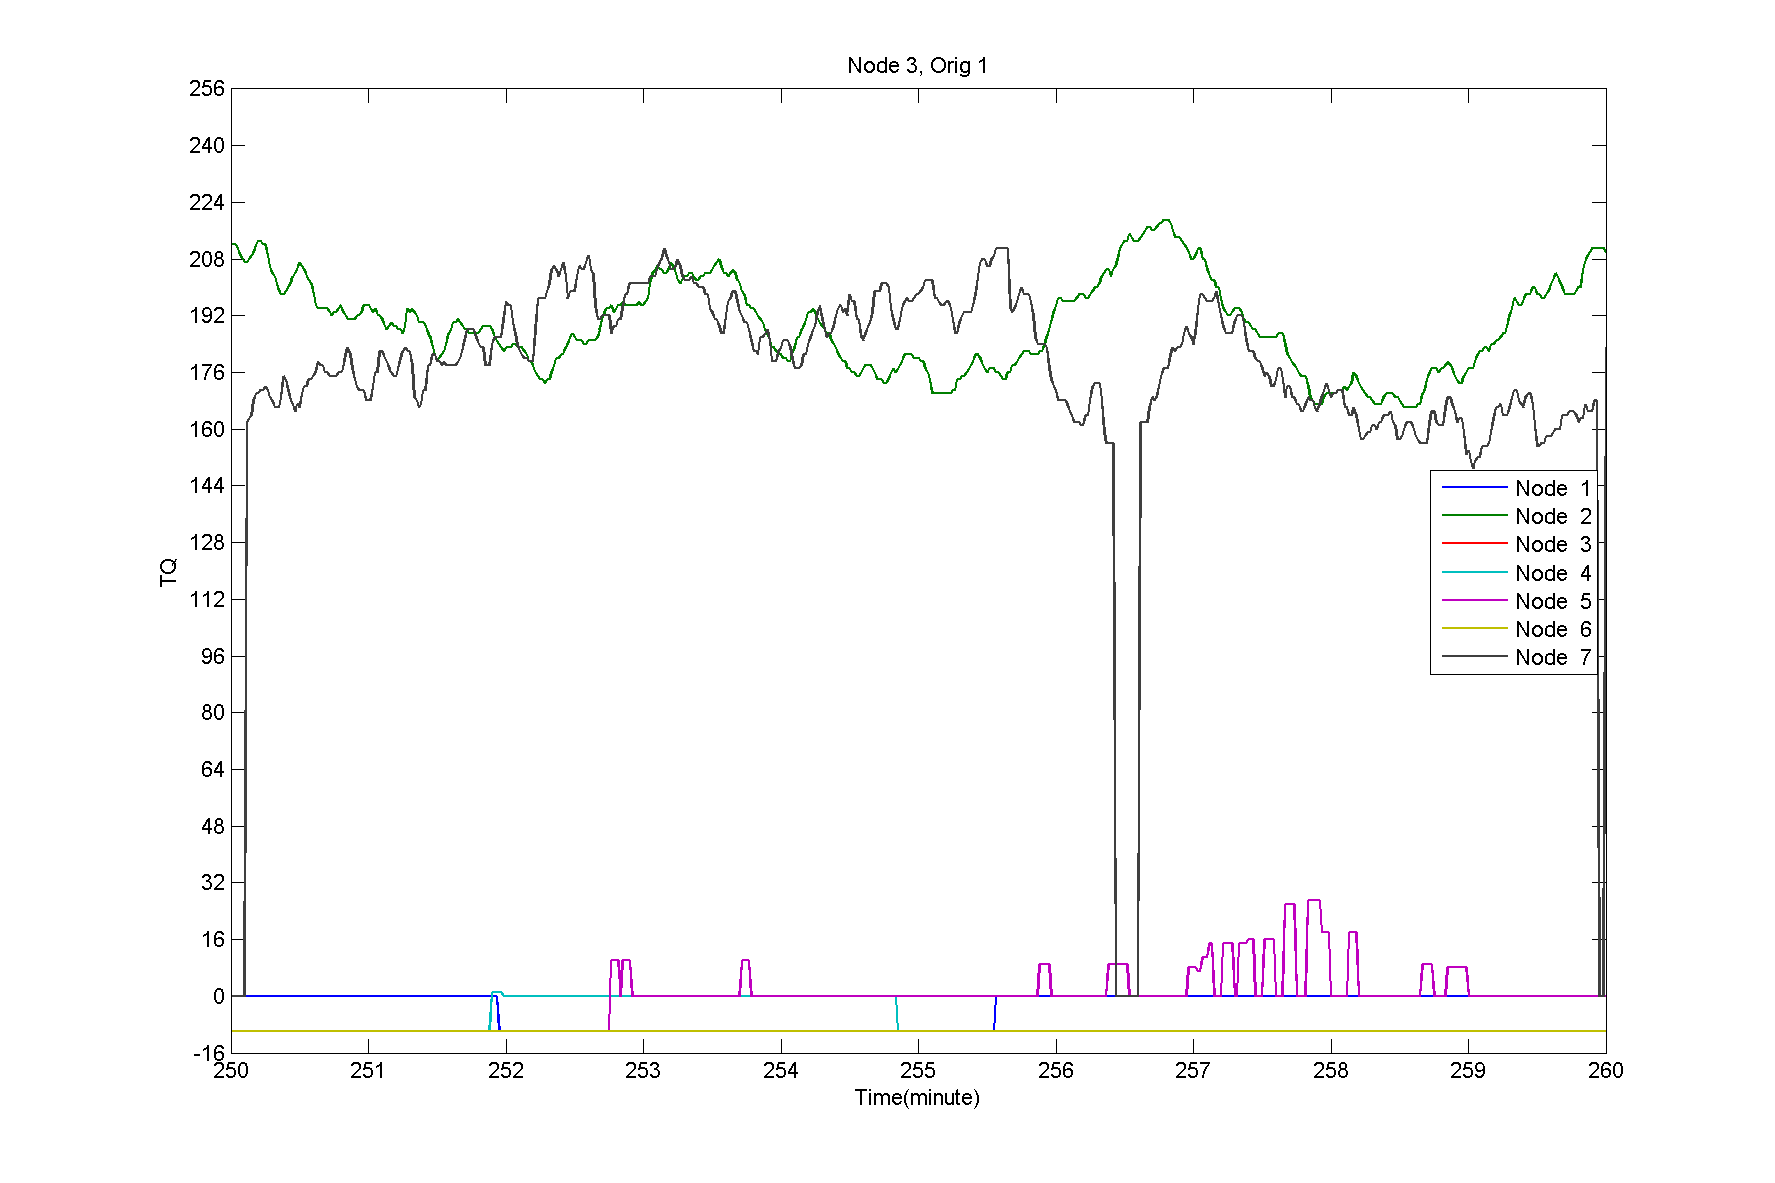 Node 3, Orig 1
256
240
224
208
192
176
160
144
128
112
96
80
64
48
32
16
0
-16
TQ
Node 1
Node 2
Node 3
Node 4
Node 5
Node 6
Node 7
250 251 252 253 254 255 256 257 258 259 260
Time(minute)